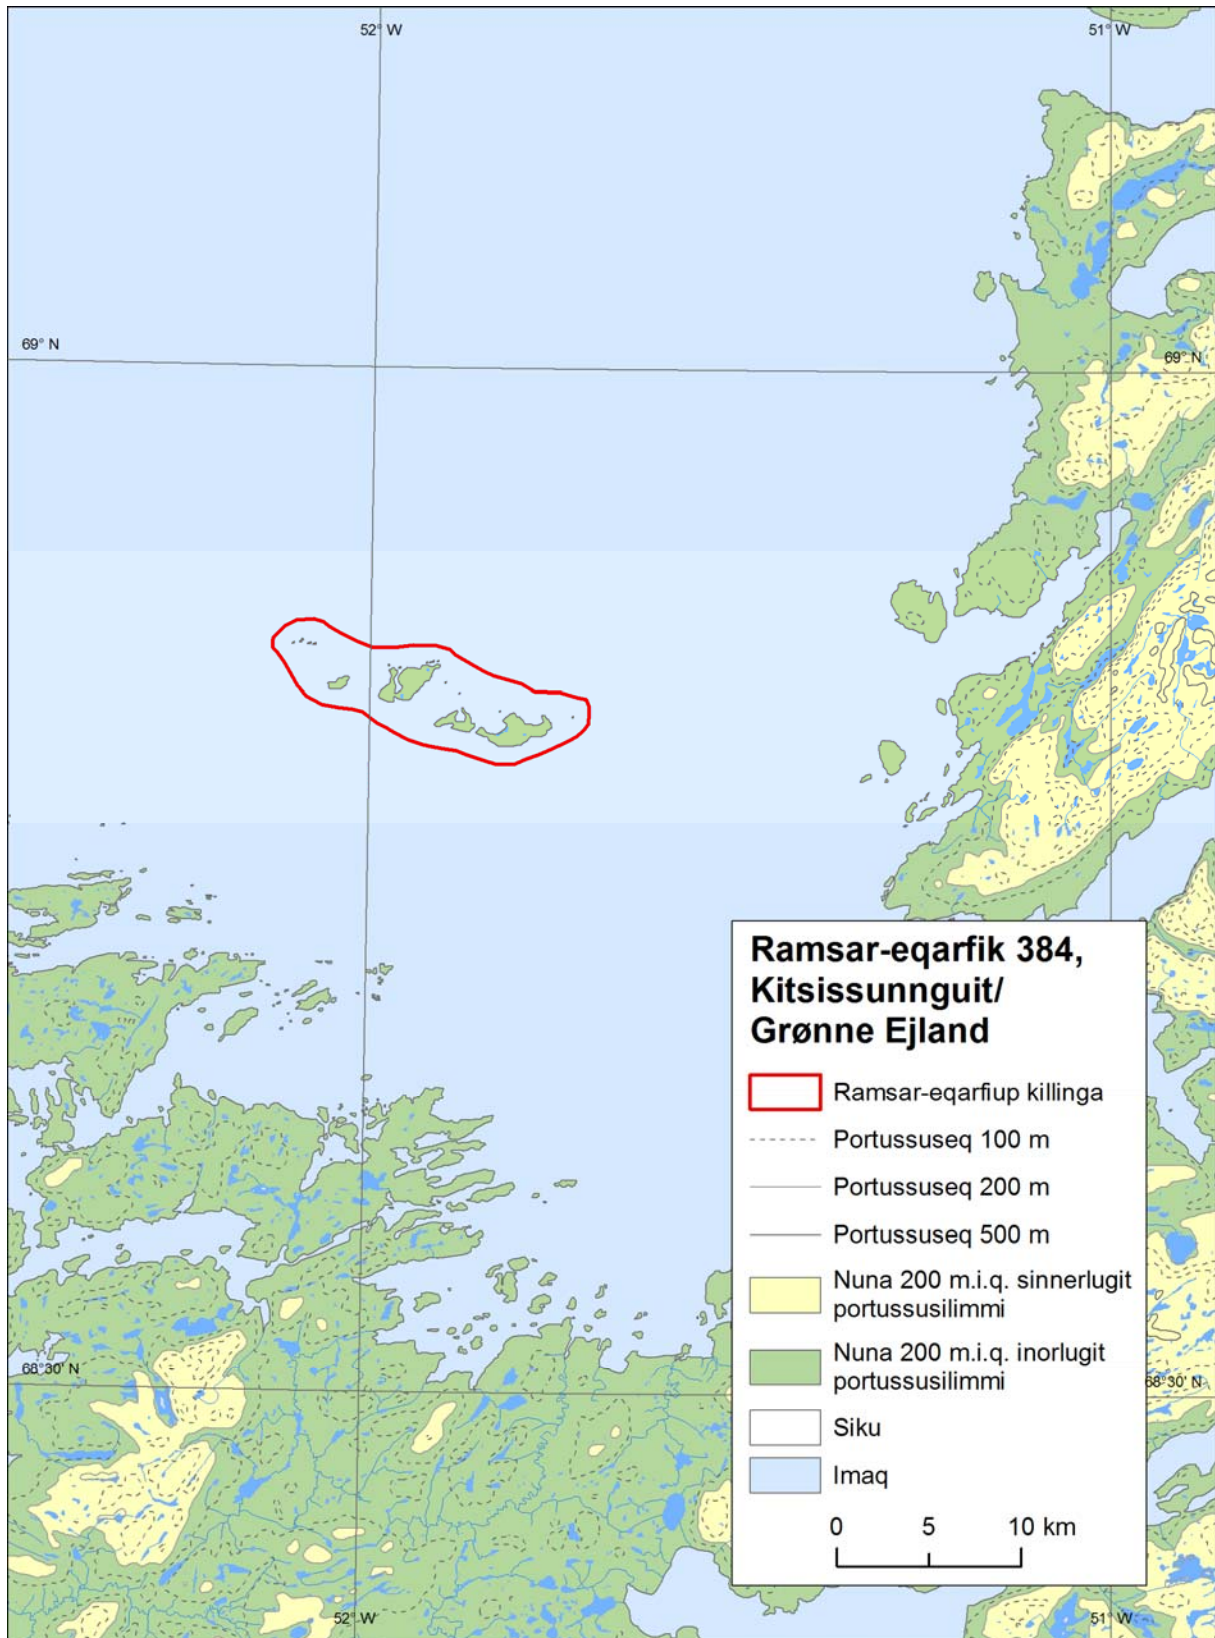 52° W
51° W
69° N
69° N
Ramsar-eqarfik 384,
Kitsissunnguit/
Grønne Ejland
Ramsar-eqarfiup killinga
Portussuseq 100 m
Portussuseq 200 m
Portussuseq 500 m
Nuna 200 m.i.q. sinnerlugit
portussusilimmi
Nuna 200 m.i.q. inorlugit
portussusilimmi
Siku
Imaq
0 5 10 km
68°30' N
68°30' N
52° W
51° W